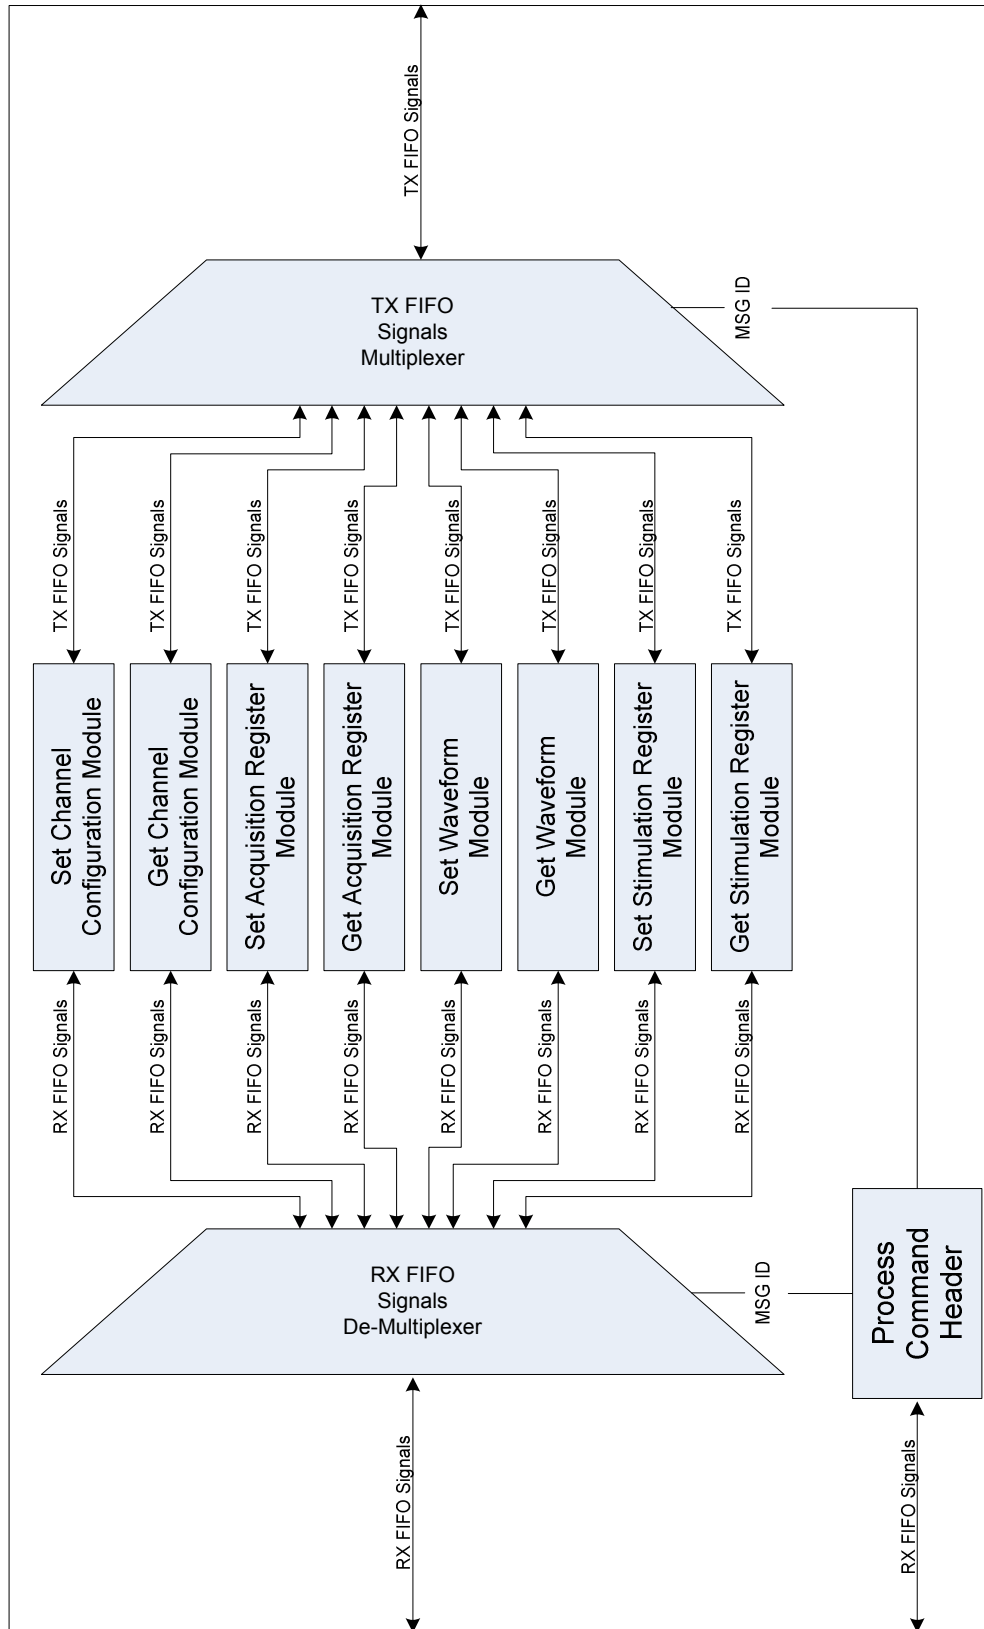 TX FIFO Signals
TX FIFO
Signals
Multiplexer
MSG ID
TX FIFO Signals
TX FIFO Signals
TX FIFO Signals
TX FIFO Signals
TX FIFO Signals
TX FIFO Signals
TX FIFO Signals
TX FIFO Signals
Set Channel
Configuration Module
Get Channel
Configuration Module
Set Acquisition Register
Module
Get Acquisition Register
Module
Set Waveform
Module
Get Waveform
Module
Set Stimulation Register
Module
Get Stimulation Register
Module
RX FIFO Signals
RX FIFO Signals
RX FIFO Signals
RX FIFO Signals
RX FIFO Signals
RX FIFO Signals
RX FIFO Signals
RX FIFO Signals
RX FIFO
Signals
De-Multiplexer
MSG ID
Process
Command
Header
RX FIFO Signals
RX FIFO Signals